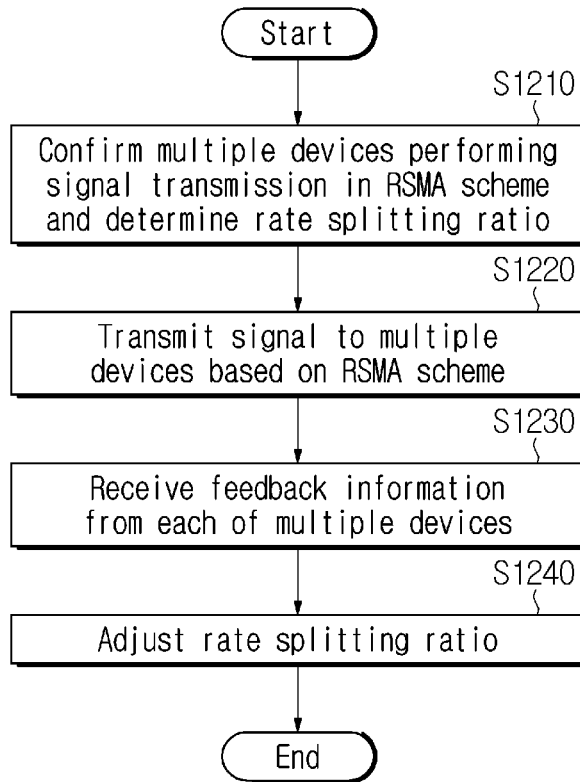 Start
S1210
Confirm multiple devices performing
signal transmission in RSMA scheme
and determine rate splitting ratio
S1220
Transmit signal to multiple
devices based on RSMA scheme
S1230
Receive feedback information
from each of multiple devices
S1240
Adjust rate splitting ratio
End